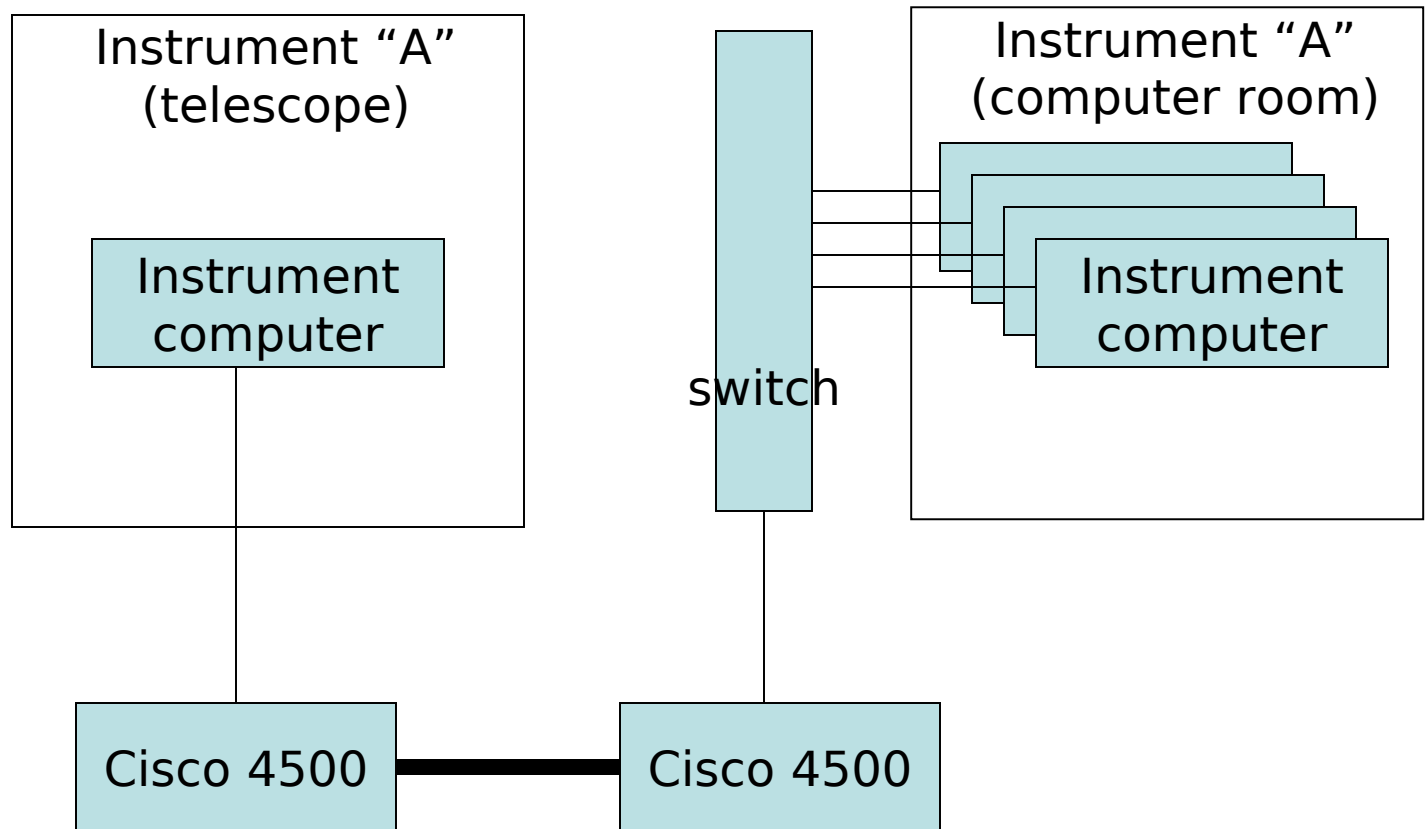 Instrument “A”
(telescope)
Instrument
computer
switch
Instrument “A”
(computer room)
Instrument
computer
Cisco 4500
Cisco 4500